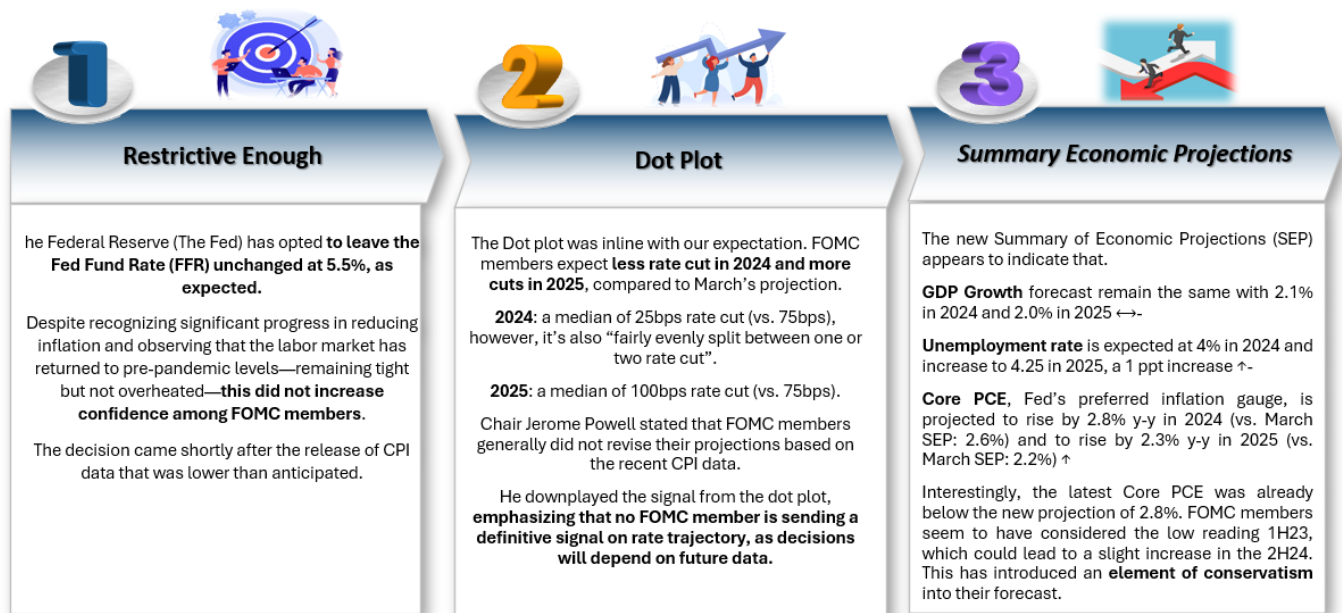 1
Restrictive Enough
he Federal Reserve (The Fed) has opted to leave the
Fed Fund Rate (FFR) unchanged at 5.5%, as
expected.
Despite recognizing significant progress in reducing
inflation and observing that the labor market has
returned to pre-pandemic levels—remaining tight
but not overheated—this did not increase
confidence among FOMC members.
The decision came shortly after the release of CPI
data that was lower than anticipated.
2
Dot Plot
The Dot plot was inline with our expectation. FOMC
members expect less rate cut in 2024 and more
cuts in 2025, compared to March's projection.
2024: a median of 25bps rate cut (vs. 75bps),
however, it's also “fairly evenly split between one or
two rate cut”.
2025: a median of 100bps rate cut (vs. 75bps).
Chair Jerome Powell stated that FOMC members
generally did not revise their projections based on
the recent CPI data.
He downplayed the signal from the dot plot,
emphasizing that no FOMC member is sending a
definitive signal on rate trajectory, as decisions
will depend on future data.
3
Summary Economic Projections
The new Summary of Economic Projections (SEP)
appears to indicate that.
GDP Growth forecast remain the same with 2.1%
in 2024 and 2.0% in 2025 ↔-
Unemployment rate is expected at 4% in 2024 and
increase to 4.25 in 2025, a 1 ppt increase ↑-
Core PCE, Fed's preferred inflation gauge, is
projected to rise by 2.8% y-y in 2024 (vs. March
SEP: 2.6%) and to rise by 2.3% y-y in 2025 (vs.
March SEP: 2.2%) ↑
Interestingly, the latest Core PCE was already
below the new projection of 2.8%. FOMC members
seem to have considered the low reading 1H23,
which could lead to a slight increase in the 2H24.
This has introduced an element of conservatism
into their forecast.